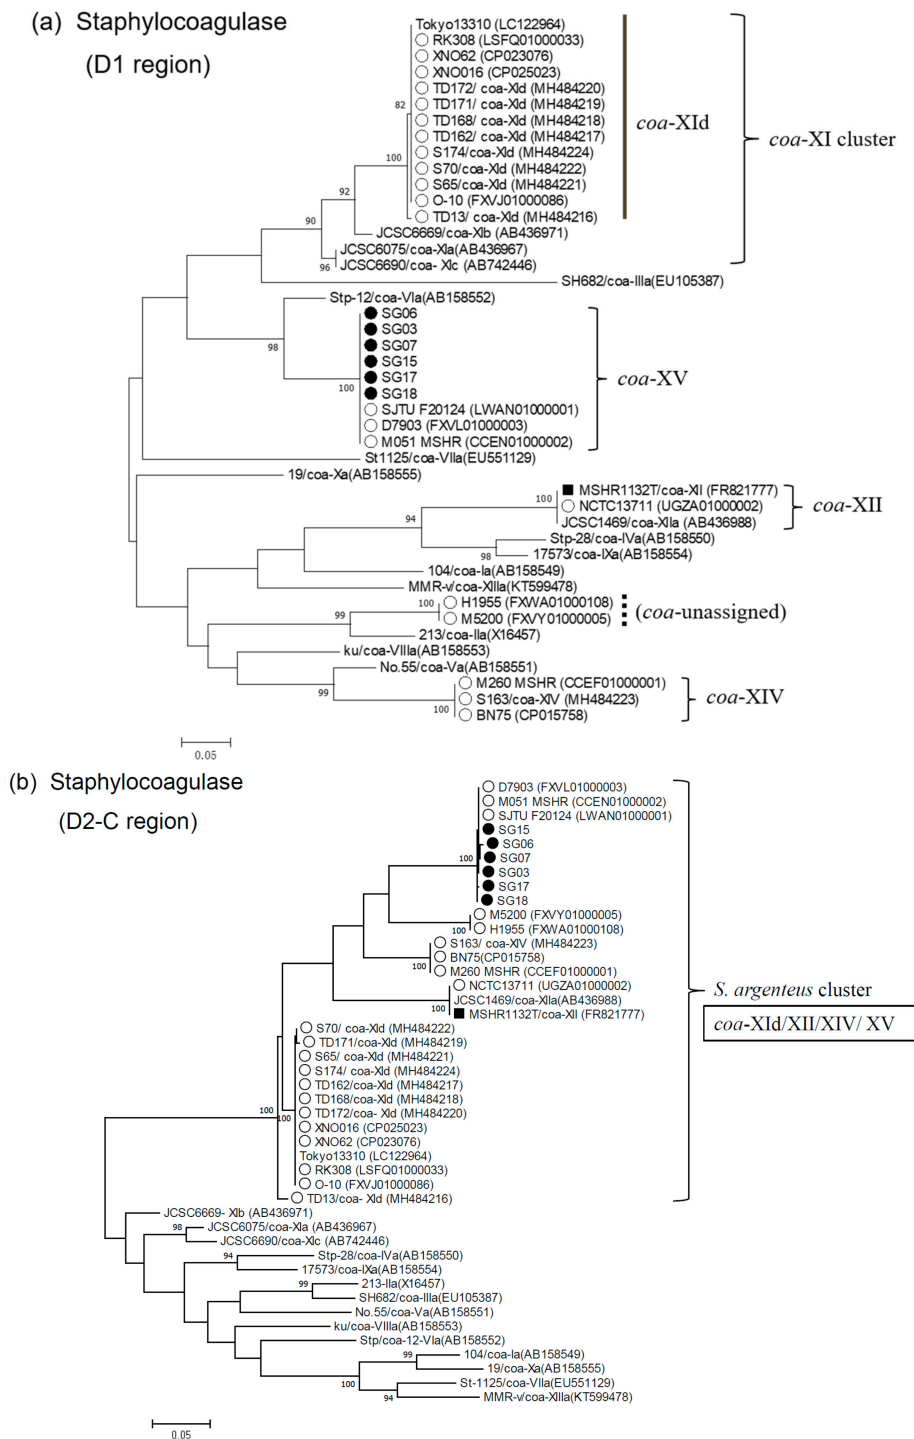 (a) Staphylocoagulase
(D1 region)
Tokyo13310 (LC122964)
RK308 (LSFQ01000033)
XNO62 (CP023076)
XNO016 (CP025023)
TD172/ coa-XId (MH484220)
82
TD171/ coa-XId (MH484219)
TD168/ coa-XId (MH484218)
TD162/ coa-XId (MH484217)
100
S174/coa-XId (MH484224)
S70/coa-XId (MH484222)
S65/coa-XId (MH484221)
O-10 (FXVJ01000086)
TD13/ coa-XId (MH484216)
coa-XId
coa-XI cluster
92
90
JCSC6669/coa-XIb (AB436971)
JCSC6075/coa-XIa(AB436967)
96
JCSC6690/coa- XIc (AB742446)
SH682/coa-IIIa(EU105387)
Stp-12/coa-VIa(AB158552)
98
SG06
SG03
SG07
SG15
SG17
100
SG18
SJTU F20124 (LWAN01000001)
D7903 (FXVL01000003)
M051 MSHR (CCEN01000002)
coa-XV
St1125/coa-VIIa(EU551129)
19/coa-Xa(AB158555)
100
MSHR1132T/coa-XII (FR821777)
NCTC13711 (UGZA01000002)
JCSC1469/coa-XIIa(AB436988)
coa-XII
94
Stp-28/coa-IVa(AB158550)
98
17573/coa-IXa(AB158554)
104/coa-Ia(AB158549)
MMR-v/coa-XIIIa(KT599478)
100
H1955 (FXWA01000108)
99
M5200 (FXVY01000005)
(coa-unassigned)
213/coa-IIa(X16457)
ku/coa-VIIIa(AB158553)
No.55/coa-Va(AB158551)
99
M260 MSHR (CCEF01000001)
S163/coa-XIV (MH484223)
100
BN75 (CP015758)
coa-XIV
0.05
(b) Staphylocoagulase
(D2-C region)
D7903 (FXVL01000003)
M051 MSHR (CCEN01000002)
SJTU F20124 (LWAN01000001)
SG15
SG06
100
SG07
SG03
SG17
SG18
M5200 (FXVY01000005)
100
H1955 (FXWA01000108)
S163/ coa-XIV (MH484223)
BN75(CP015758)
100
M260 MSHR (CCEF01000001)
NCTC13711 (UGZA01000002)
JCSC1469/coa-XIIa(AB436988)
100
MSHR1132T/coa-XII (FR821777)
S. argenteus cluster
coa-XId/XII/XIV/ XV
S70/ coa-XId (MH484222)
TD171/coa-XId (MH484219)
S65/ coa-XId (MH484221)
S174/ coa-XId (MH484224)
TD162/coa-XId (MH484217)
TD168/coa-XId (MH484218)
100
100
TD172/coa- XId (MH484220)
XNO016 (CP025023)
XNO62 (CP023076)
Tokyo13310 (LC122964)
RK308 (LSFQ01000033)
O-10 (FXVJ01000086)
TD13/coa- XId (MH484216)
JCSC6669- XIb (AB436971)
98
JCSC6075/coa-XIa (AB436967)
JCSC6690/coa-XIc (AB742446)
94
Stp-28/coa-IVa(AB158550)
17573/coa-IXa(AB158554)
99
213-IIa(X16457)
SH682/coa-IIIa(EU105387)
No.55/coa-Va(AB158551)
ku/coa-VIIIa(AB158553)
Stp/coa-12-VIa(AB158552)
99
104/coa-Ia(AB158549)
19/coa-Xa(AB158555)
100
St-1125/coa-VIIa(EU551129)
94
MMR-v/coa-XIIIa(KT599478)
0.05